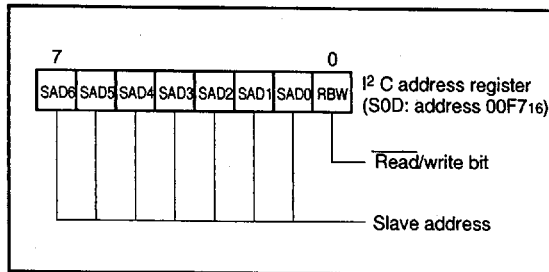 7 0
SAD6 SAD5 SAD4 SAD3 SAD2 SAD1 SAD0 RBW
I² C address register
(S0D: address 00F7₁₆)
Read/write bit
Slave address